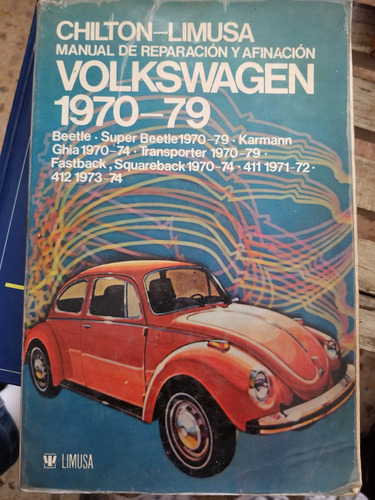 CHILTON-LIMUSA
MANUAL DE REPARACIÓN Y AFINACIÓN
VOLKSWAGEN
1970-79
Beetle · Super Beetle 1970-79 · Karmann
Ghia 1970-74 · Transporter 1970-79 ·
Fastback, Squareback 1970-74 · 411 1971-72 ·
412 1973-74
LIMUSA